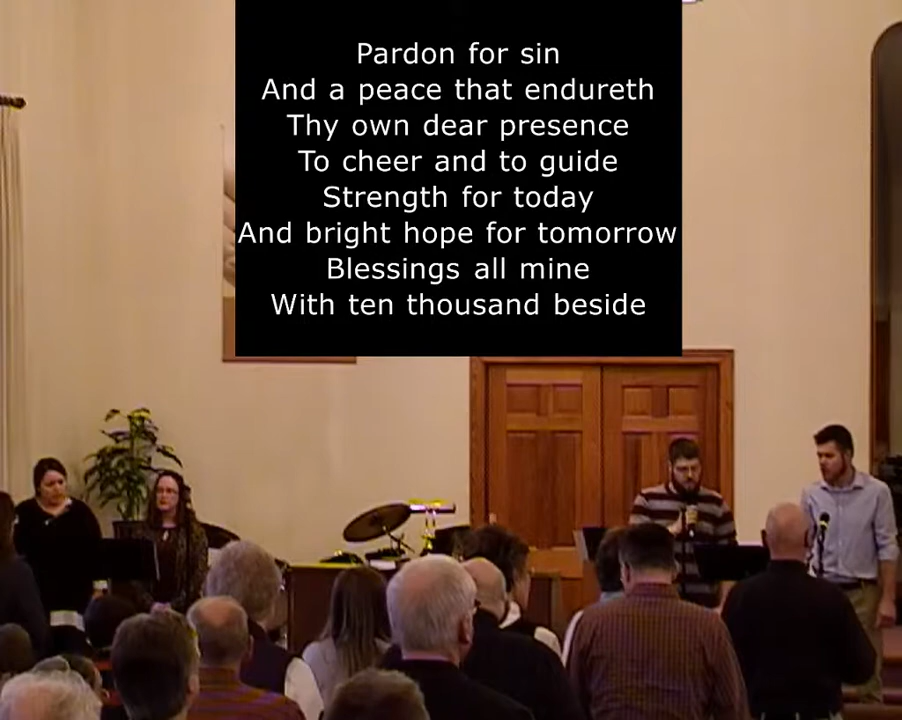 Pardon for sin
And a peace that endureth
Thy own dear presence
To cheer and to guide
Strength for today
And bright hope for tomorrow
Blessings all mine
With ten thousand beside